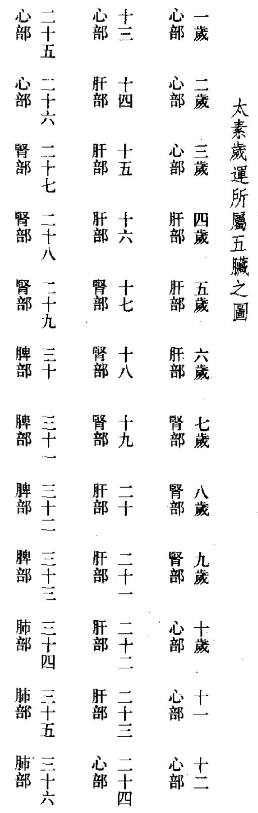 太素歲運所屬五臟之圖
一歲 二歲 三歲 四歲 五歲 六歲 七歲 八歲 九歲 十歲 十一 十二
心部 心部 心部 肝部 肝部 肝部 腎部 腎部 腎部 心部 心部 心部
十三 十四 十五 十六 十七 十八 十九 二十 二十一 二十二 二十三 二十四
心部 肝部 肝部 肝部 腎部 腎部 腎部 肝部 肝部 肝部 肝部 心部
二十五 二十六 二十七 二十八 二十九 三十 三十一 三十二 三十三 三十四 三十五 三十六
心部 心部 腎部 腎部 腎部 脾部 脾部 脾部 脾部 肺部 肺部 肺部